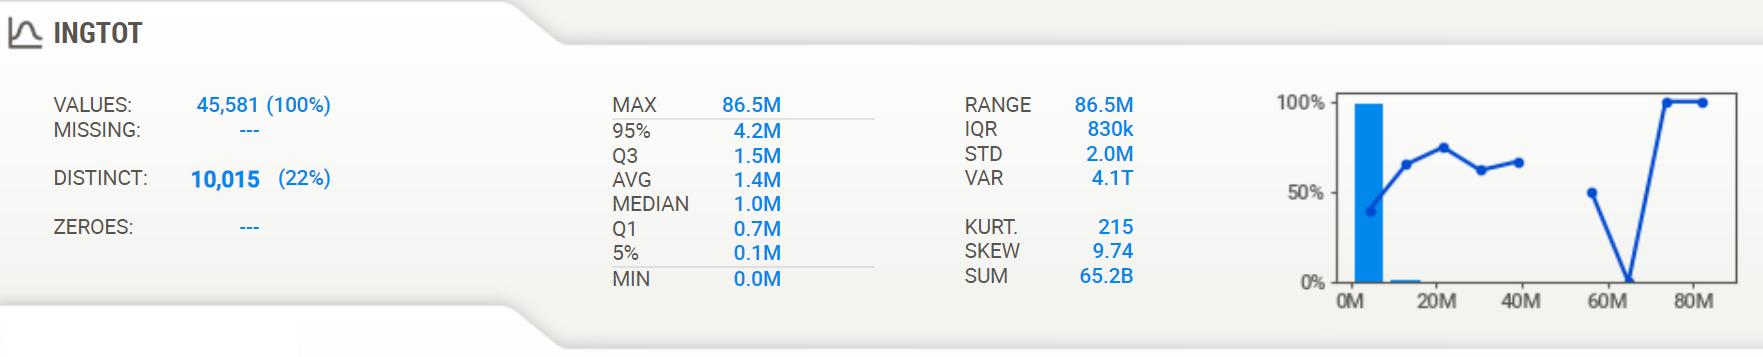 INGTOT
VALUES: 45,581 (100%)
MISSING: ---
DISTINCT: 10,015 (22%)
ZEROES: ---
MAX 86.5M
95% 4.2M
Q3 1.5M
AVG 1.4M
MEDIAN 1.0M
Q1 0.7M
5% 0.1M
MIN 0.0M
RANGE 86.5M
IQR 830k
STD 2.0M
VAR 4.1T
KURT. 215
SKEW 9.74
SUM 65.2B
100%
50%
0%
0M 20M 40M 60M 80M